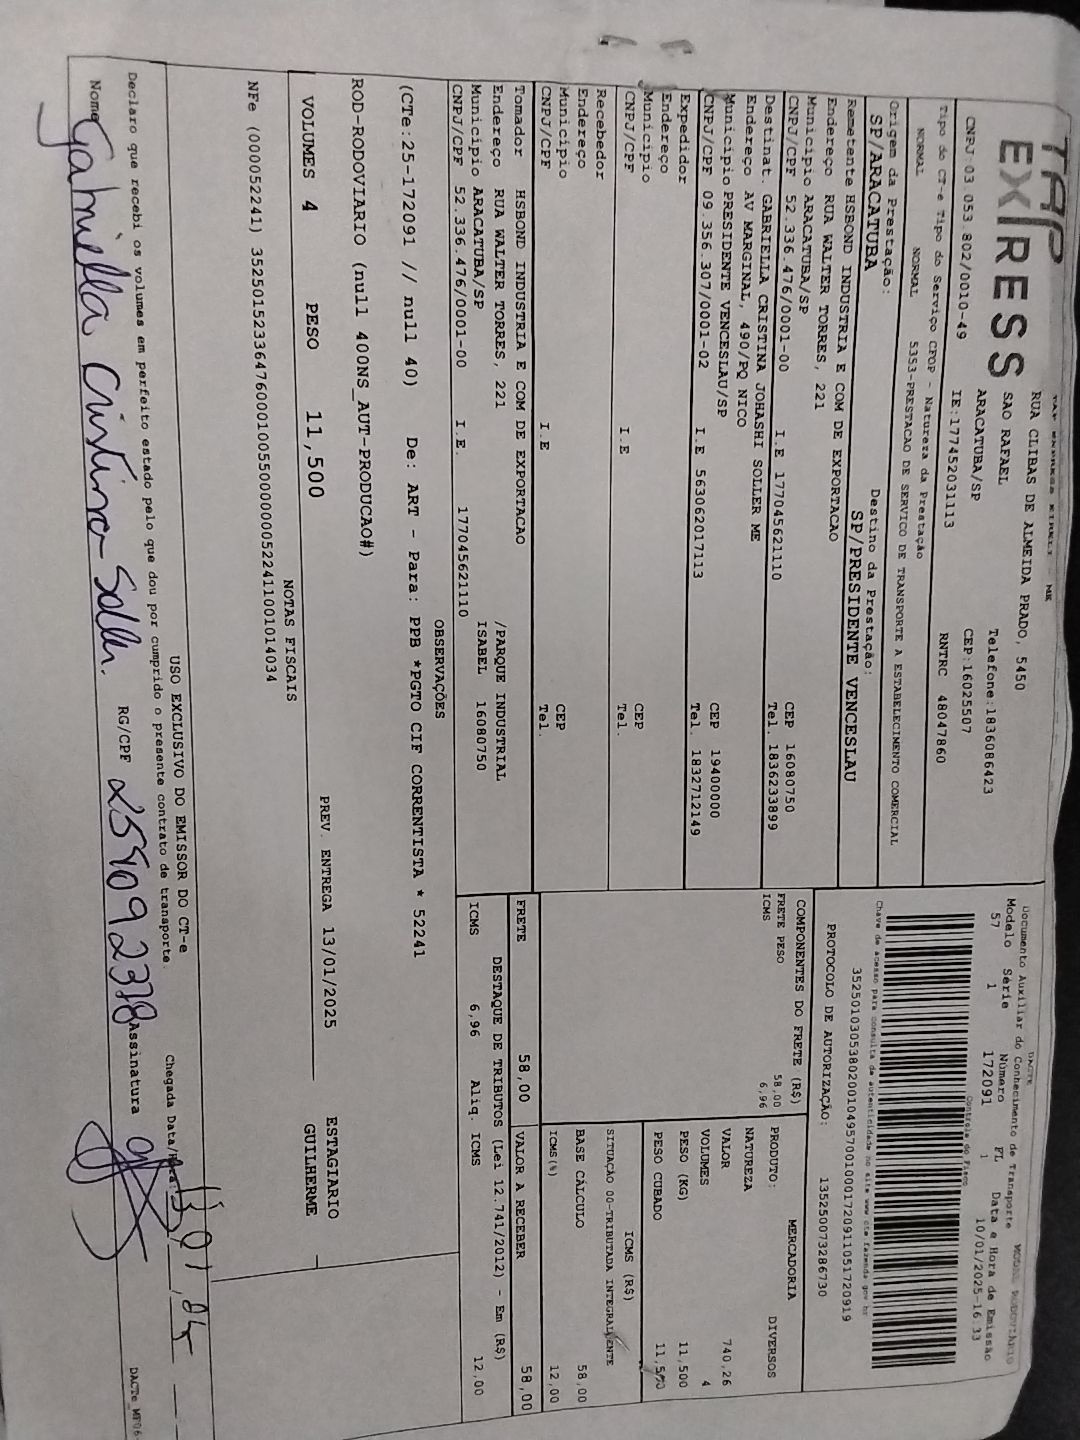 TAP EXPRESS EIRELI - ME
TAP
EX|RESS
RUA CLIBAS DE ALMEIDA PRADO, 5450
SAO RAFAEL
ARACATUBA/SP
Telefone:1836086423
CEP:16025507
CNPJ:03.053.802/0010-49
IE:177452031113
RNTRC 48047860
Tipo do CT-e Tipo do Serviço CFOP - Natureza da Prestação
NORMAL NORMAL 5353-PRESTACAO DE SERVICO DE TRANSPORTE A ESTABELECIMENTO COMERCIAL
Origem da Prestação: Destino da Prestação:
SP/ARACATUBA SP/PRESIDENTE VENCESLAU
Remetente HSBOND INDUSTRIA E COM DE EXPORTACAO
Endereço RUA WALTER TORRES, 221
Município ARACATUBA/SP CEP 16080750
CNPJ/CPF 52.336.476/0001-00 I.E 177045621110 Tel. 1836233899
Destinat. GABRIELLA CRISTINA JOHASHI SOLLER ME
Endereço AV MARGINAL, 490/PQ NICO
Município PRESIDENTE VENCESLAU/SP CEP 19400000
CNPJ/CPF 09.356.307/0001-02 I.E 563062017113 Tel. 1832712149
Expedidor
Endereço
Município CEP
CNPJ/CPF I.E Tel.
Recebedor
Endereço
Município CEP
CNPJ/CPF I.E Tel.
Tomador HSBOND INDUSTRIA E COM DE EXPORTACAO
Endereço RUA WALTER TORRES, 221 /PARQUE INDUSTRIAL
Município ARACATUBA/SP ISABEL 16080750
CNPJ/CPF 52.336.476/0001-00 I.E. 177045621110
DACTE MODAL RODOVIÁRIO
Documento Auxiliar do Conhecimento de Transporte
Modelo Série Número FL Data e Hora de Emissão
57 1 172091 1 10/01/2025-16:33
Controle do Fisco
Chave de acesso para consulta de autenticidade no site www.cte.fazenda.gov.br
35250103053802001049570010001720911051720919
PROTOCOLO DE AUTORIZAÇÃO: 135250073286730
COMPONENTES DO FRETE (R$)
FRETE PESO 58,00
ICMS 6,96
MERCADORIA
PRODUTO: DIVERSOS
NATUREZA
VALOR 740,26
VOLUMES 4
PESO (KG) 11,500
PESO CUBADO 11,500
ICMS (R$)
SITUAÇÃO 00-TRIBUTADA INTEGRALMENTE
BASE CÁLCULO 58,00
ICMS(%) 12,00
FRETE 58,00 VALOR A RECEBER 58,00
DESTAQUE DE TRIBUTOS (Lei 12.741/2012) - Em (R$)
ICMS 6,96 Aliq. ICMS 12,00
OBSERVAÇÕES
(CTe:25-172091 // null 40) De: ART - Para: PPB *PGTO CIF CORRENTISTA * 52241
ROD-RODOVIARIO (null 400NS_AUT-PRODUCAO#)
VOLUMES 4 PESO 11,500 PREV. ENTREGA 13/01/2025 ESTAGIARIO
GUILHERME
NOTAS FISCAIS
NFe (000052241) 35250152336476000100550000000522411001014034
USO EXCLUSIVO DO EMISSOR DO CT-e
Declaro que recebi os volumes em perfeito estado pelo que dou por cumprido o presente contrato de transporte.
Chegada Data/Hora:
Nome Gabriella Cristina Soller. RG/CPF Assinatura